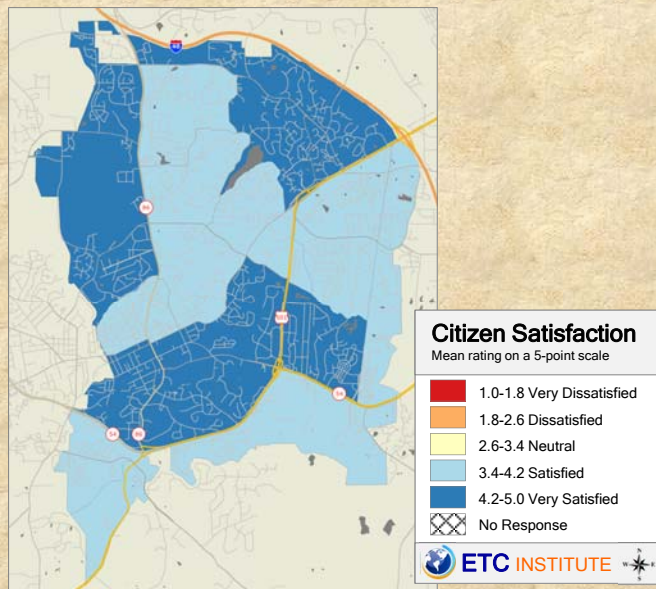 40
86
501
54
54
86
Citizen Satisfaction
Mean rating on a 5-point scale
1.0-1.8 Very Dissatisfied
1.8-2.6 Dissatisfied
2.6-3.4 Neutral
3.4-4.2 Satisfied
4.2-5.0 Very Satisfied
No Response
ETC INSTITUTE
N
W E
S